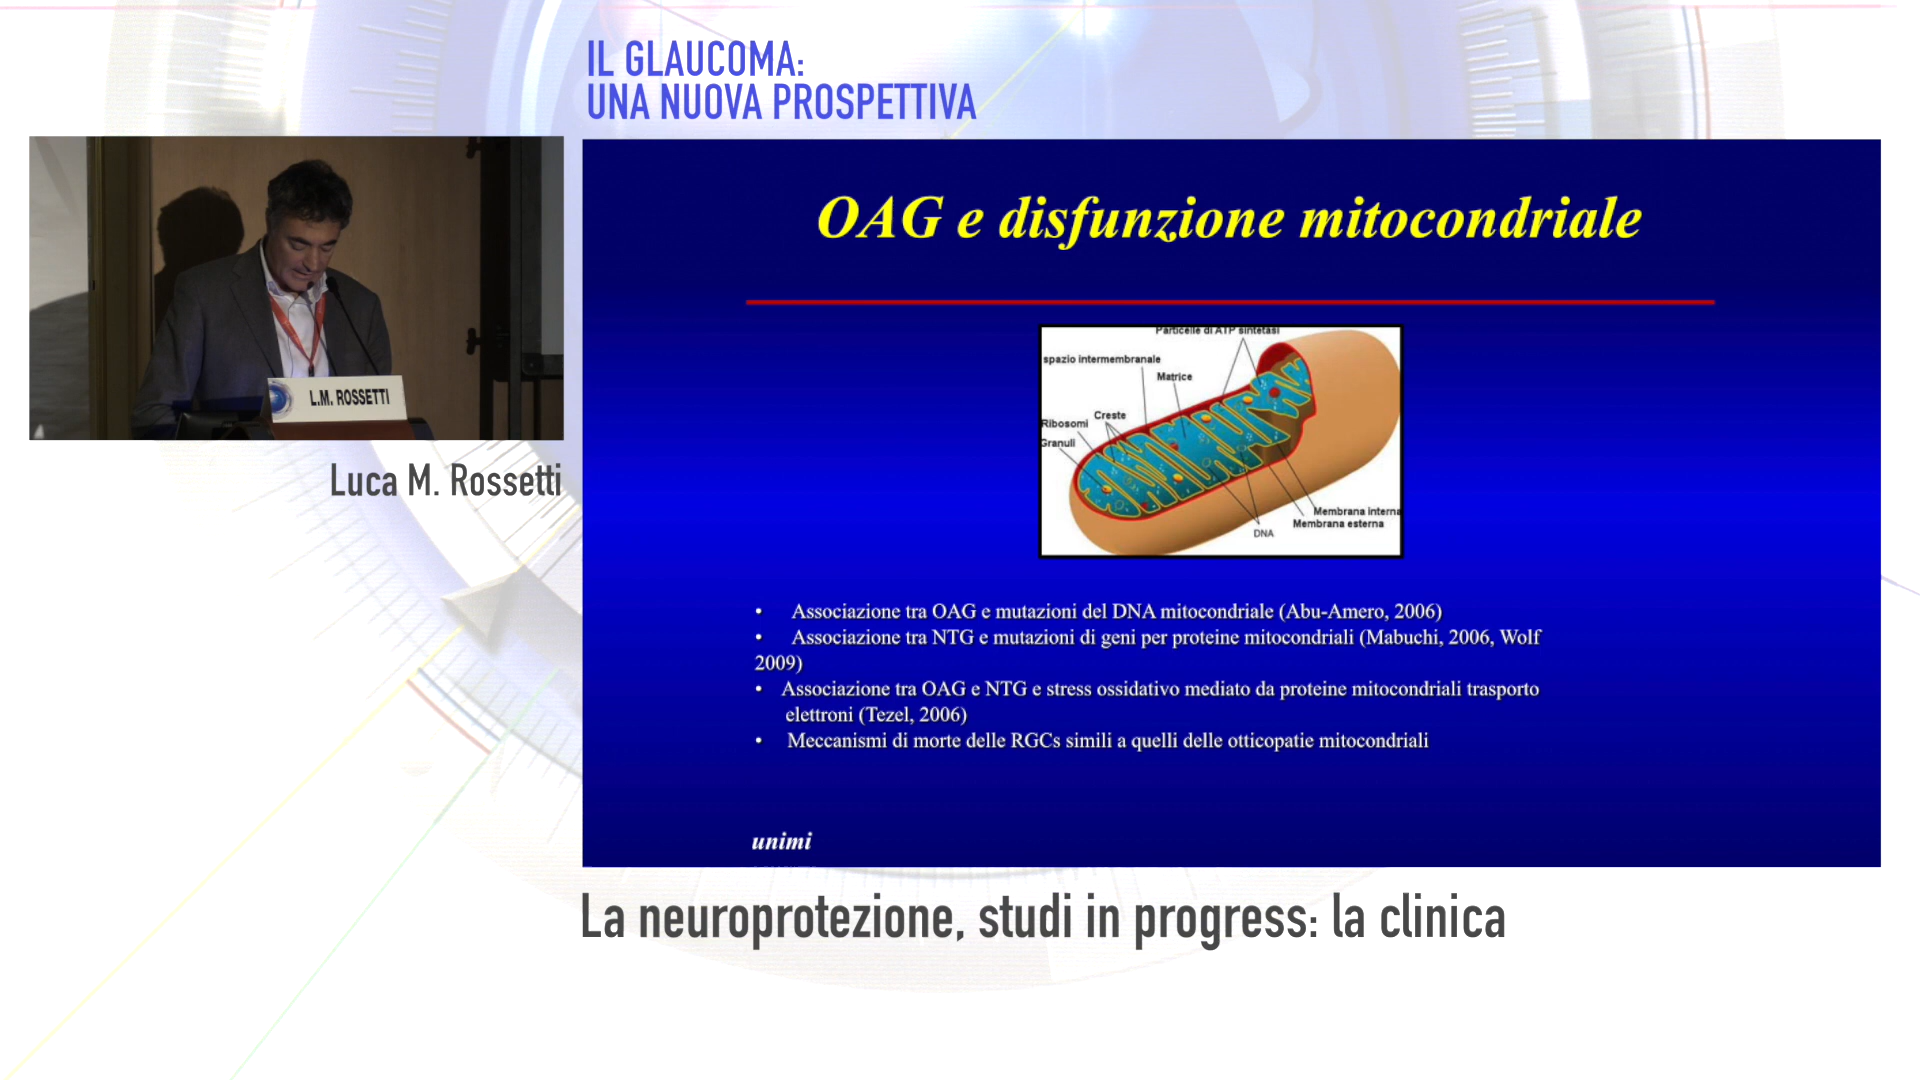 IL GLAUCOMA:
UNA NUOVA PROSPETTIVA
L.M. ROSSETTI
Luca M. Rossetti
OAG e disfunzione mitocondriale
Particelle di ATP sintetasi
spazio intermembranale
Matrice
Creste
Ribosomi
Granuli
Membrana interna
Membrana esterna
DNA
• Associazione tra OAG e mutazioni del DNA mitocondriale (Abu-Amero, 2006)
• Associazione tra NTG e mutazioni di geni per proteine mitocondriali (Mabuchi, 2006, Wolf
2009)
• Associazione tra OAG e NTG e stress ossidativo mediato da proteine mitocondriali trasporto
elettroni (Tezel, 2006)
• Meccanismi di morte delle RGCs simili a quelli delle otticopatie mitocondriali
unimi
La neuroprotezione, studi in progress: la clinica